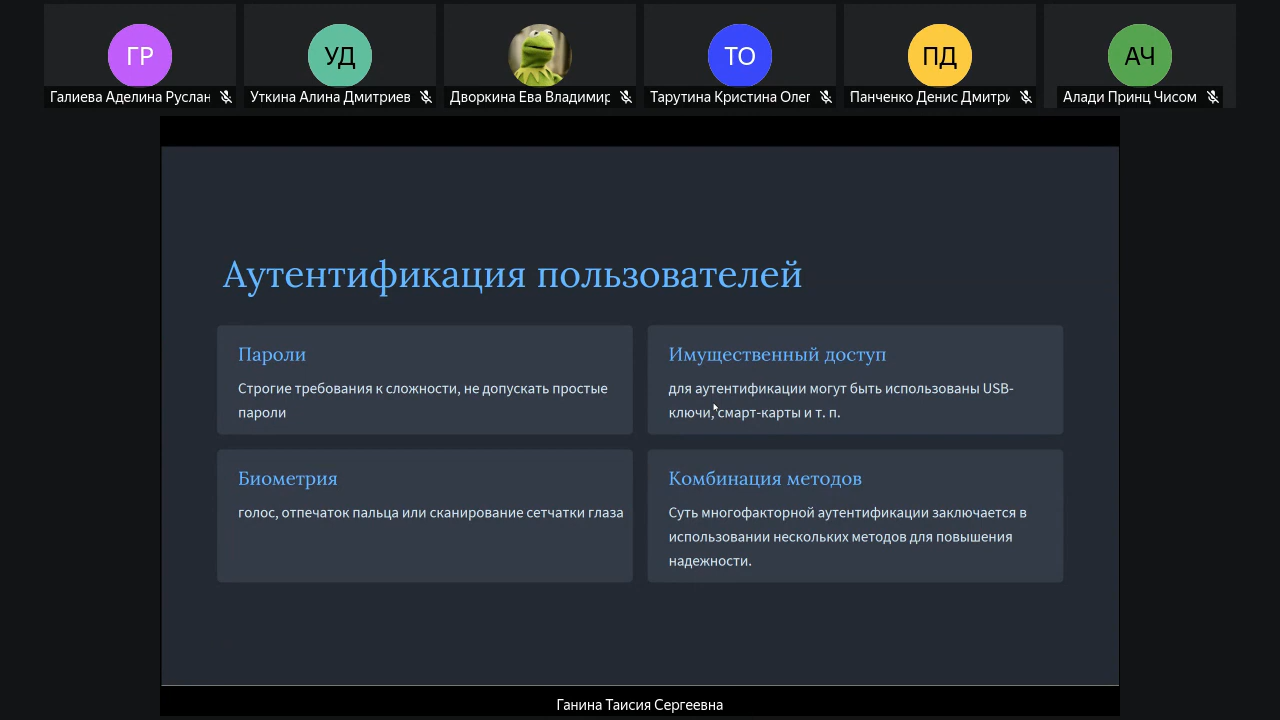 ГР
УД
ТО
ПД
АЧ
Галиева Аделина Руслан
Уткина Алина Дмитриев
Дворкина Ева Владимир
Тарутина Кристина Олег
Панченко Денис Дмитри
Алади Принц Чисом
Аутентификация пользователей
Пароли
Строгие требования к сложности, не допускать простые
пароли
Имущественный доступ
для аутентификации могут быть использованы USB-
ключи, смарт-карты и т. п.
Биометрия
голос, отпечаток пальца или сканирование сетчатки глаза
Комбинация методов
Суть многофакторной аутентификации заключается в
использовании нескольких методов для повышения
надежности.
Ганина Таисия Сергеевна